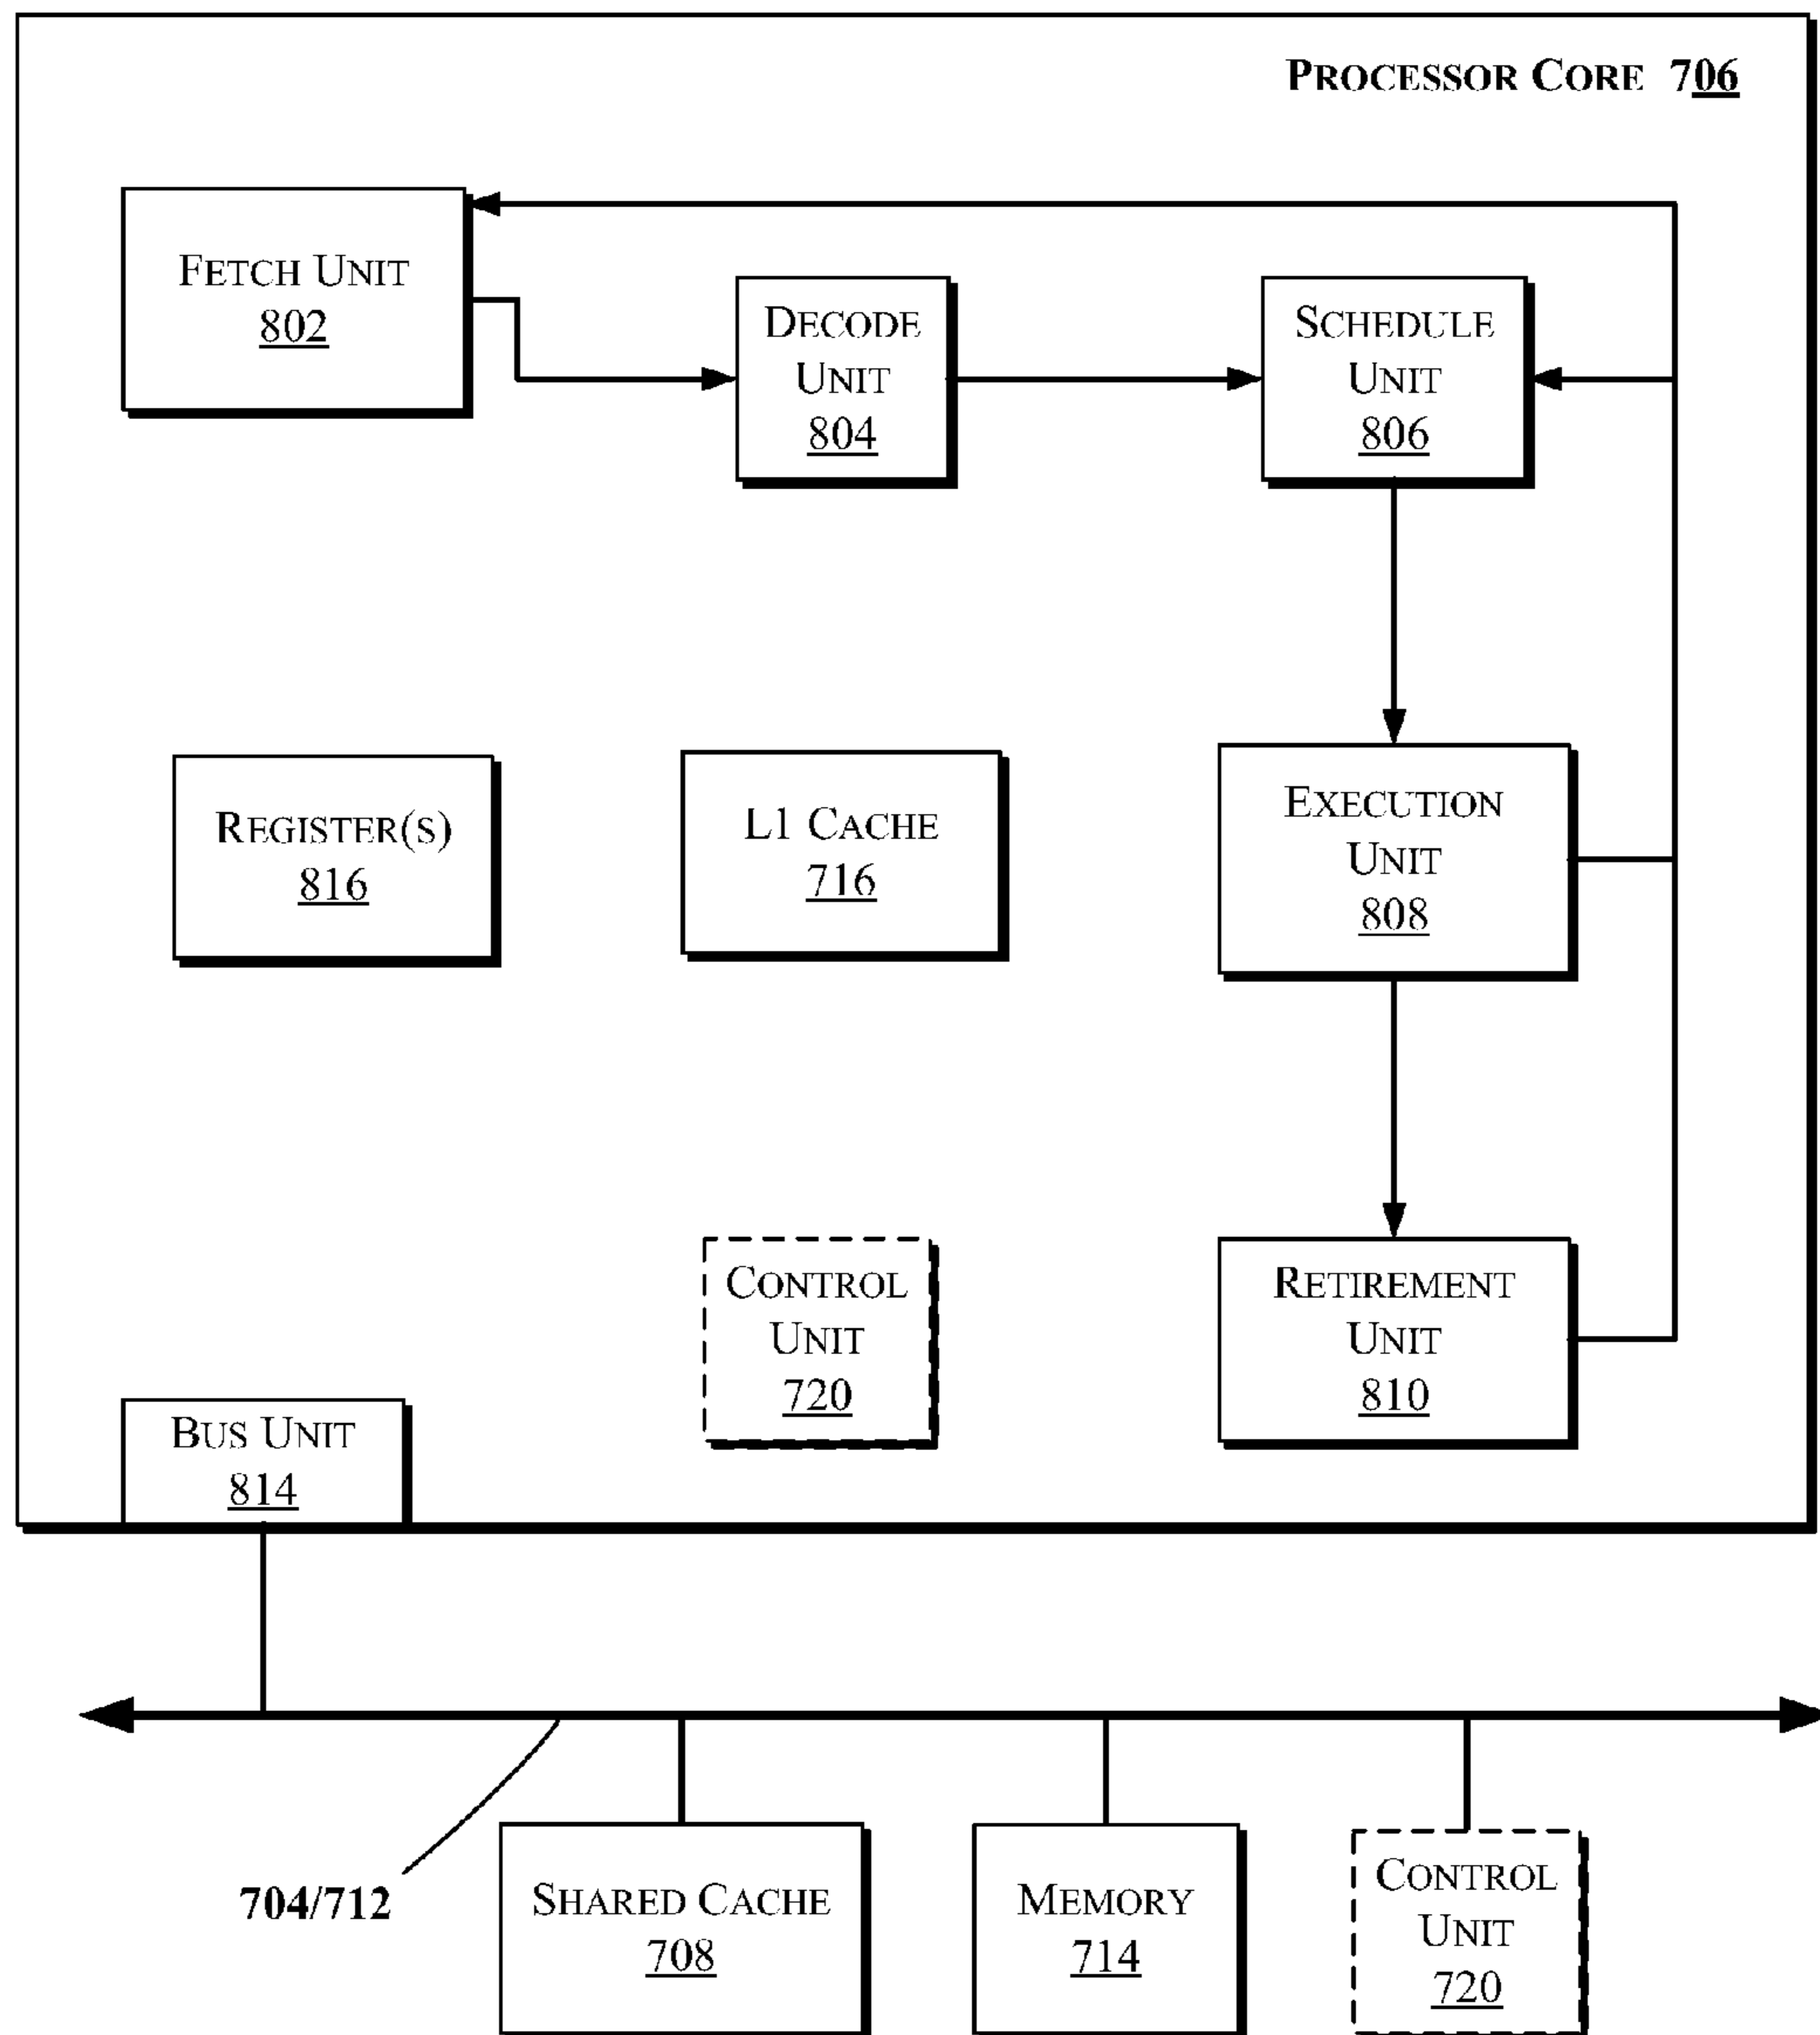 PROCESSOR CORE 706
FETCH UNIT
802
DECODE
UNIT
804
SCHEDULE
UNIT
806
REGISTER(S)
816
L1 CACHE
716
EXECUTION
UNIT
808
CONTROL
UNIT
720
RETIREMENT
UNIT
810
BUS UNIT
814
704/712
SHARED CACHE
708
MEMORY
714
CONTROL
UNIT
720